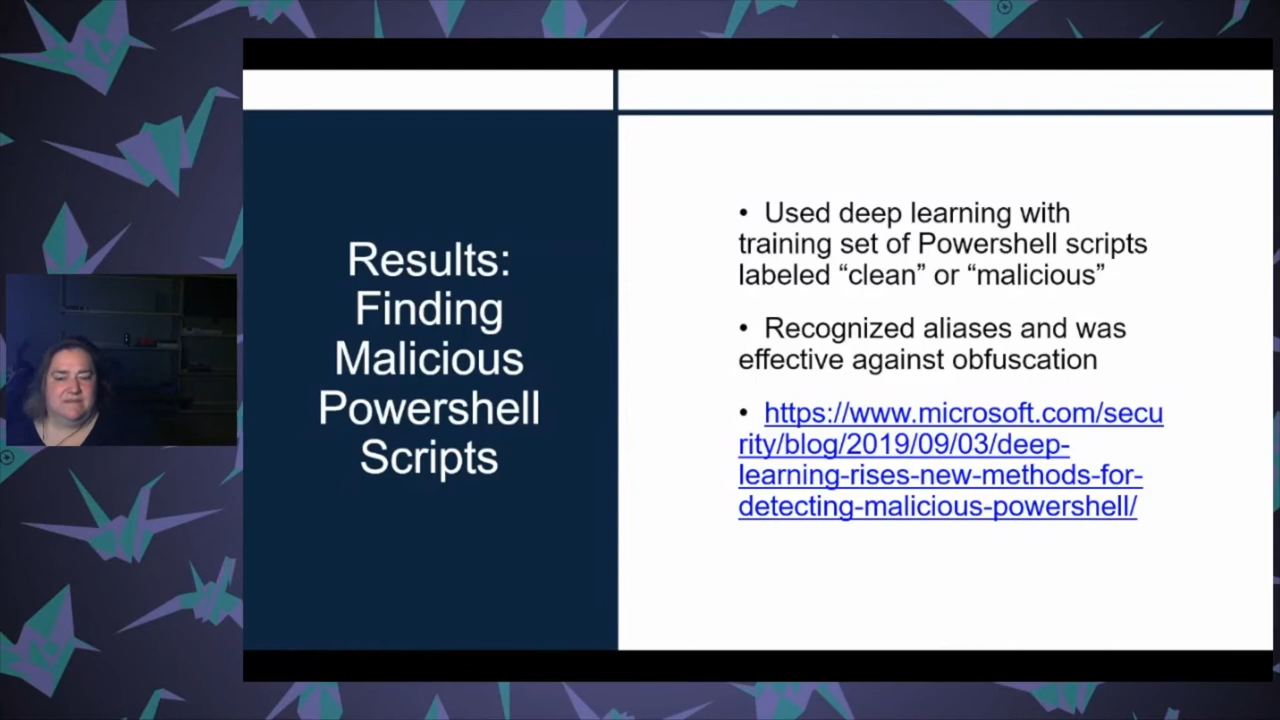 Results:
Finding
Malicious
Powershell
Scripts
• Used deep learning with
training set of Powershell scripts
labeled “clean” or “malicious”
• Recognized aliases and was
effective against obfuscation
• https://www.microsoft.com/secu
rity/blog/2019/09/03/deep-
learning-rises-new-methods-for-
detecting-malicious-powershell/